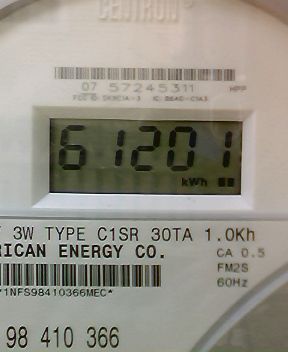 CENTRON®
07 57245311
HPP
61201
kWh
3W TYPE C1SR 30TA 1.0Kh
RICAN ENERGY CO.
CA 0.5
FM2S
60Hz
*1NFS98410366MEC*
98 410 366